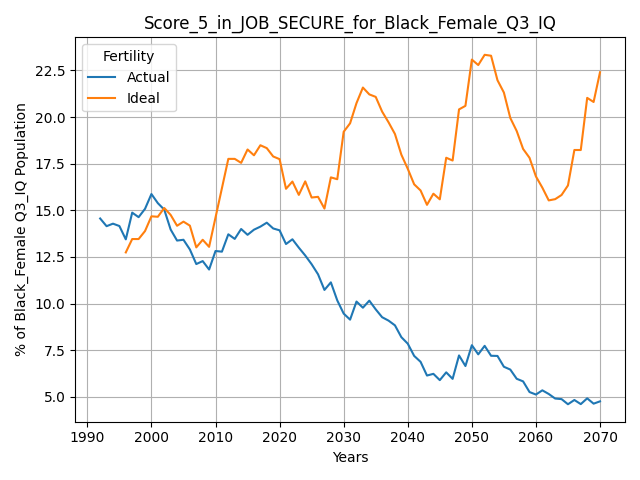 Score_5_in_JOB_SECURE_for_Black_Female_Q3_IQ
Fertility
Actual
Ideal
% of Black_Female Q3_IQ Population
22.5
20.0
17.5
15.0
12.5
10.0
7.5
5.0
1990 2000 2010 2020 2030 2040 2050 2060 2070
Years